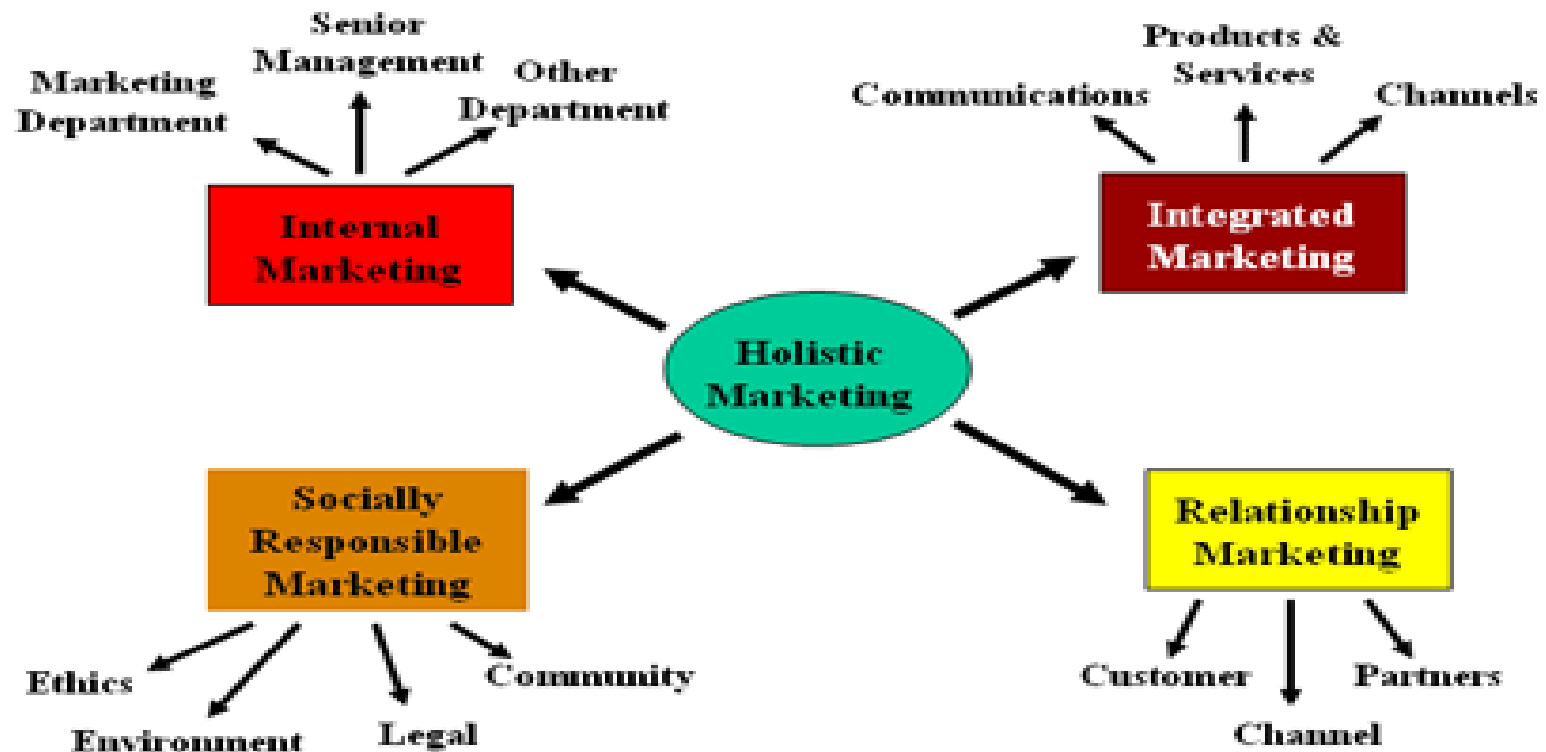 Senior
Management
Marketing
Department
Other
Department
Products &
Services
Communications
Channels
Internal
Marketing
Integrated
Marketing
Holistic
Marketing
Socially
Responsible
Marketing
Relationship
Marketing
Ethics
Environment
Legal
Community
Customer
Channel
Partners